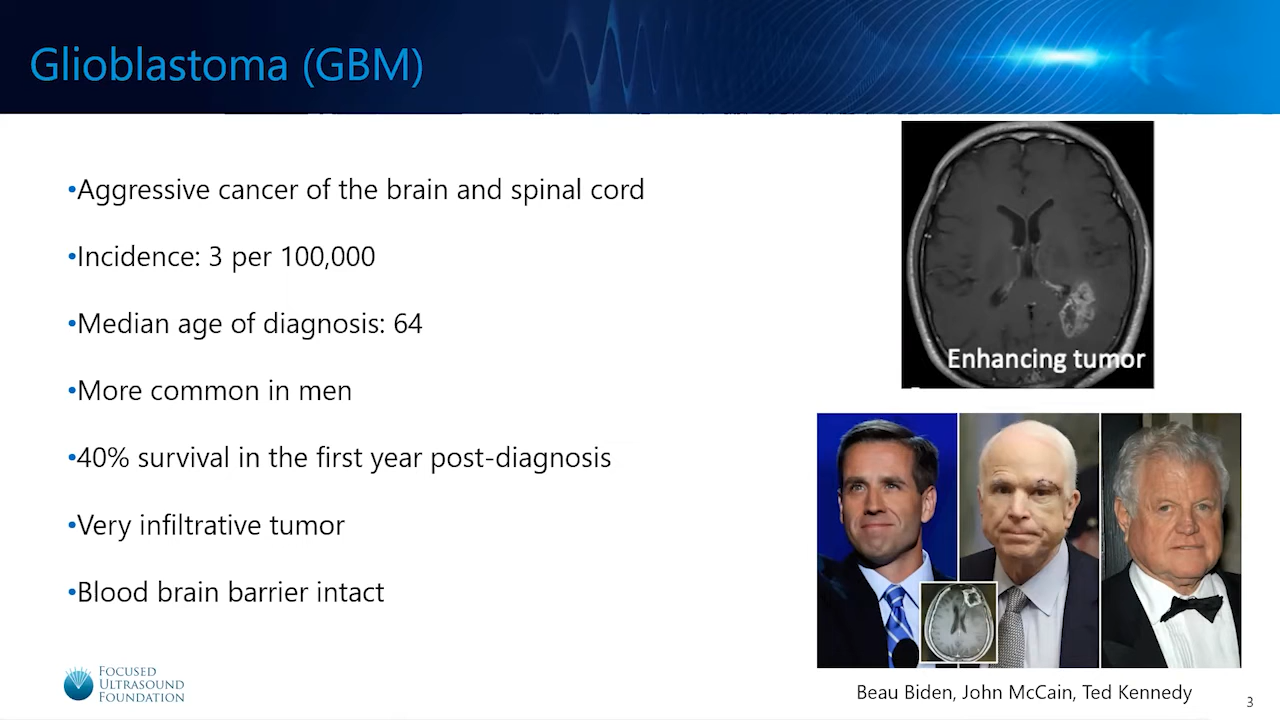 Glioblastoma (GBM)
•Aggressive cancer of the brain and spinal cord
•Incidence: 3 per 100,000
•Median age of diagnosis: 64
•More common in men
•40% survival in the first year post-diagnosis
•Very infiltrative tumor
•Blood brain barrier intact
Enhancing tumor
Beau Biden, John McCain, Ted Kennedy
FOCUSED
ULTRASOUND
FOUNDATION
3